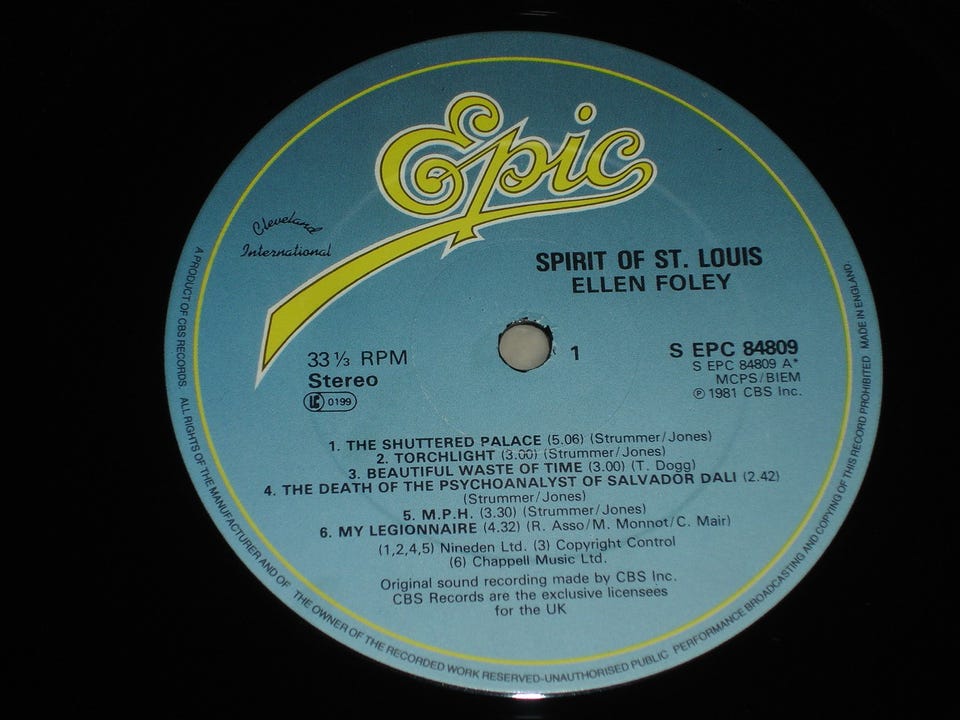 Epic
Cleveland
International
SPIRIT OF ST. LOUIS
ELLEN FOLEY
33 1/3 RPM
Stereo
LC 0199
1
S EPC 84809
S EPC 84809 A*
MCPS/BIEM
℗ 1981 CBS Inc.
1. THE SHUTTERED PALACE (5.06) (Strummer/Jones)
2. TORCHLIGHT (3.00) (Strummer/Jones)
3. BEAUTIFUL WASTE OF TIME (3.00) (T. Dogg)
4. THE DEATH OF THE PSYCHOANALYST OF SALVADOR DALI (2.42)
(Strummer/Jones)
5. M.P.H. (3.30) (Strummer/Jones)
6. MY LEGIONNAIRE (4.32) (R. Asso/M. Monnot/C. Mair)
(1,2,4,5) Nineden Ltd. (3) Copyright Control
(6) Chappell Music Ltd.
Original sound recording made by CBS Inc.
CBS Records are the exclusive licensees
for the UK
A PRODUCT OF CBS RECORDS. ALL RIGHTS OF THE MANUFACTURER AND OF THE OWNER OF THE RECORDED WORK RESERVED-UNAUTHORISED PUBLIC PERFORMANCE BROADCASTING AND COPYING OF THIS RECORD PROHIBITED MADE IN ENGLAND